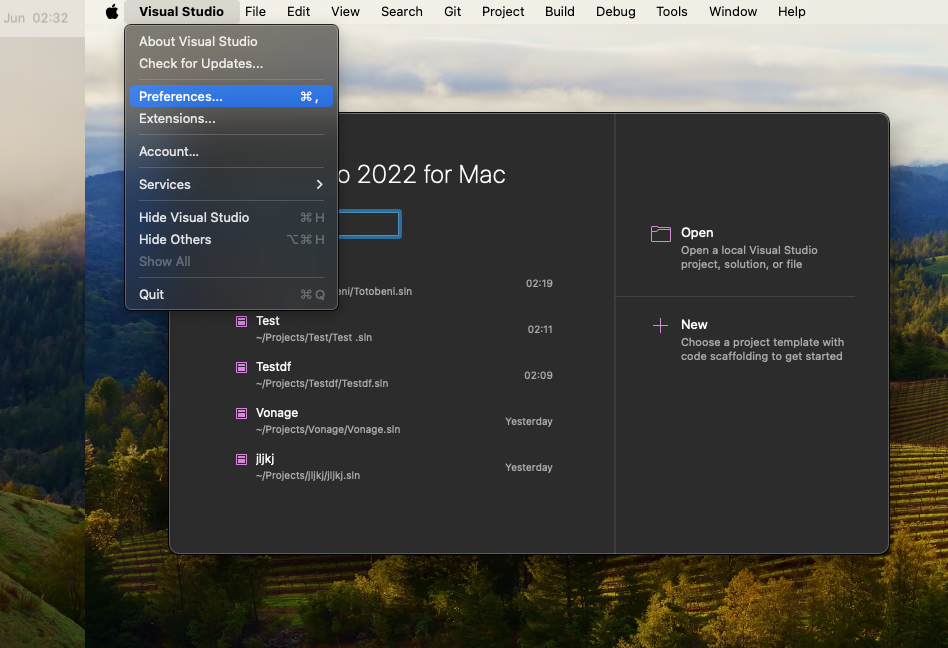 Jun 02:32
Visual Studio File Edit View Search Git Project Build Debug Tools Window Help
About Visual Studio
Check for Updates...
Preferences... ⌘ ,
Extensions...
Account...
Services
Hide Visual Studio ⌘ H
Hide Others ⌥⌘ H
Show All
Quit ⌘ Q
o 2022 for Mac
02:19
eni/Totobeni.sln
Test
~/Projects/Test/Test .sln
02:11
Testdf
~/Projects/Testdf/Testdf.sln
02:09
Vonage
~/Projects/Vonage/Vonage.sln
Yesterday
jljkj
~/Projects/jljkj/jljkj.sln
Yesterday
Open
Open a local Visual Studio
project, solution, or file
New
Choose a project template with
code scaffolding to get started